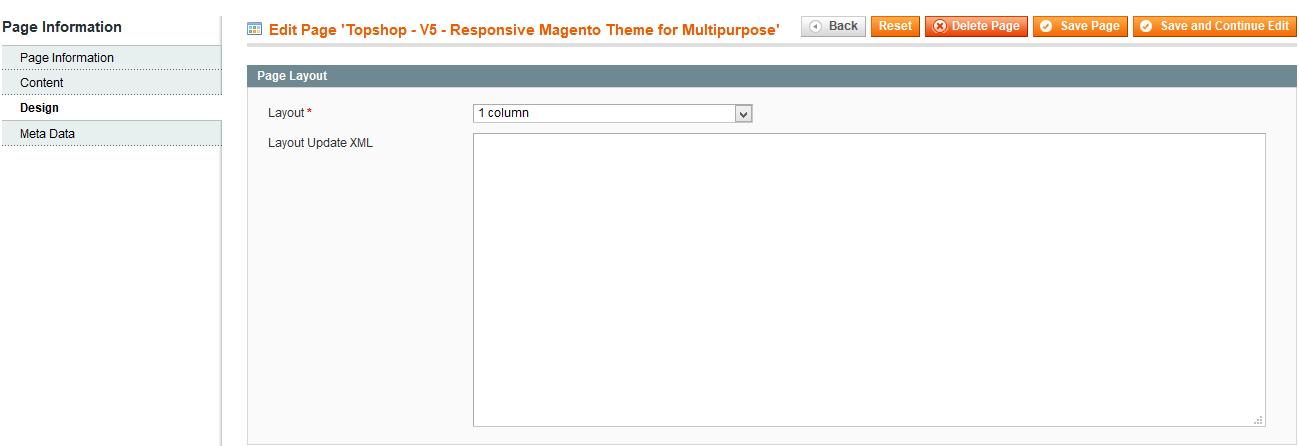 Page Information
Page Information
Content
Design
Meta Data
Edit Page 'Topshop - V5 - Responsive Magento Theme for Multipurpose' Back Reset Delete Page Save Page Save and Continue Edit
Page Layout
Layout * 1 column
Layout Update XML